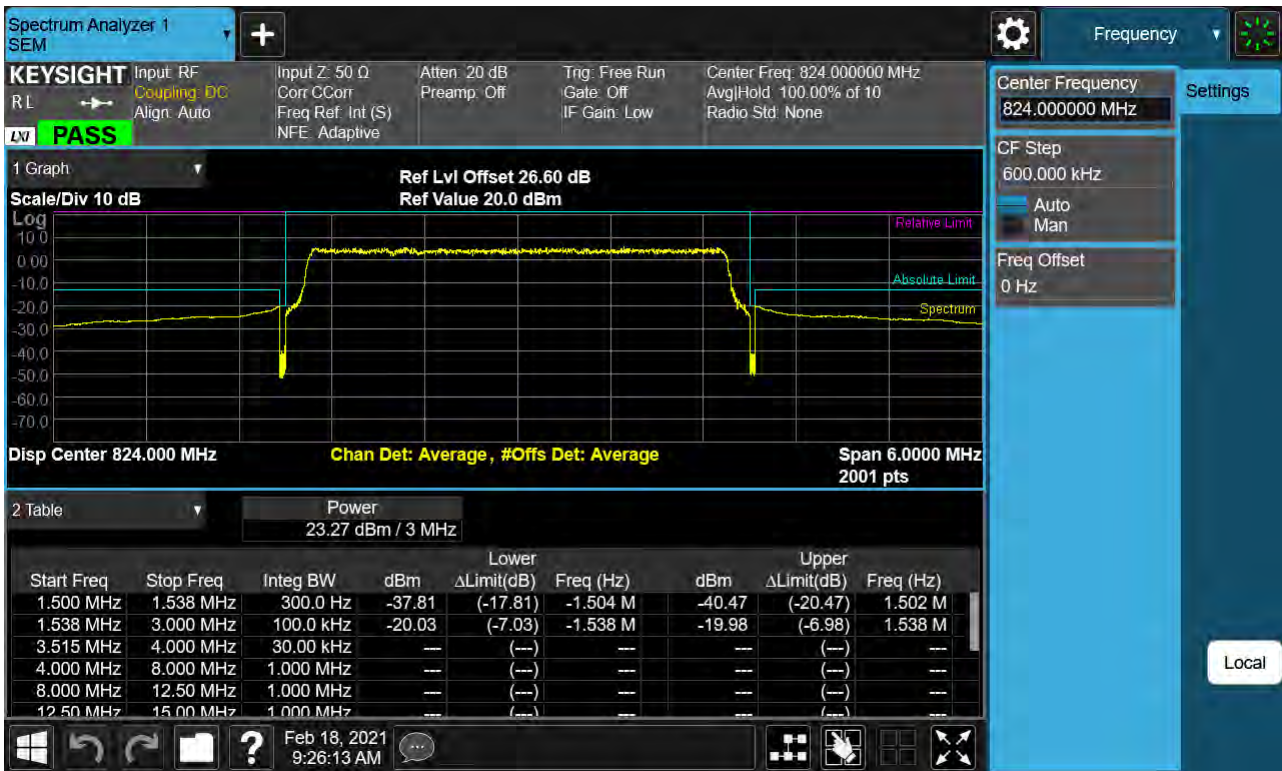 Spectrum Analyzer 1
SEM
Frequency
KEYSIGHT
R L
LXI
PASS
Input: RF
Coupling: DC
Align: Auto
Input Z: 50 Ω
Corr CCorr
Freq Ref: Int (S)
NFE: Adaptive
Atten: 20 dB
Preamp: Off
Trig: Free Run
Gate: Off
IF Gain: Low
Center Freq: 824.000000 MHz
Avg|Hold: 100.00% of 10
Radio Std: None
Center Frequency
824.000000 MHz
Settings
CF Step
600.000 kHz
Auto
Man
Freq Offset
0 Hz
1 Graph
Scale/Div 10 dB
Ref Lvl Offset 26.60 dB
Ref Value 20.0 dBm
Log
10.0
0.00
-10.0
-20.0
-30.0
-40.0
-50.0
-60.0
-70.0
Relative Limit
Absolute Limit
Spectrum
Disp Center 824.000 MHz
Chan Det: Average, #Offs Det: Average
Span 6.0000 MHz
2001 pts
2 Table
Power
23.27 dBm / 3 MHz
Lower Upper
Start Freq Stop Freq Integ BW dBm ΔLimit(dB) Freq (Hz) dBm ΔLimit(dB) Freq (Hz)
1.500 MHz 1.538 MHz 300.0 Hz -37.81 (-17.81) -1.504 M -40.47 (-20.47) 1.502 M
1.538 MHz 3.000 MHz 100.0 kHz -20.03 (-7.03) -1.538 M -19.98 (-6.98) 1.538 M
3.515 MHz 4.000 MHz 30.00 kHz --- (---) --- --- (---) ---
4.000 MHz 8.000 MHz 1.000 MHz --- (---) --- --- (---) ---
8.000 MHz 12.50 MHz 1.000 MHz --- (---) --- --- (---) ---
12.50 MHz 15.00 MHz 1.000 MHz --- (---) --- --- (---) ---
Local
?
Feb 18, 2021
9:26:13 AM